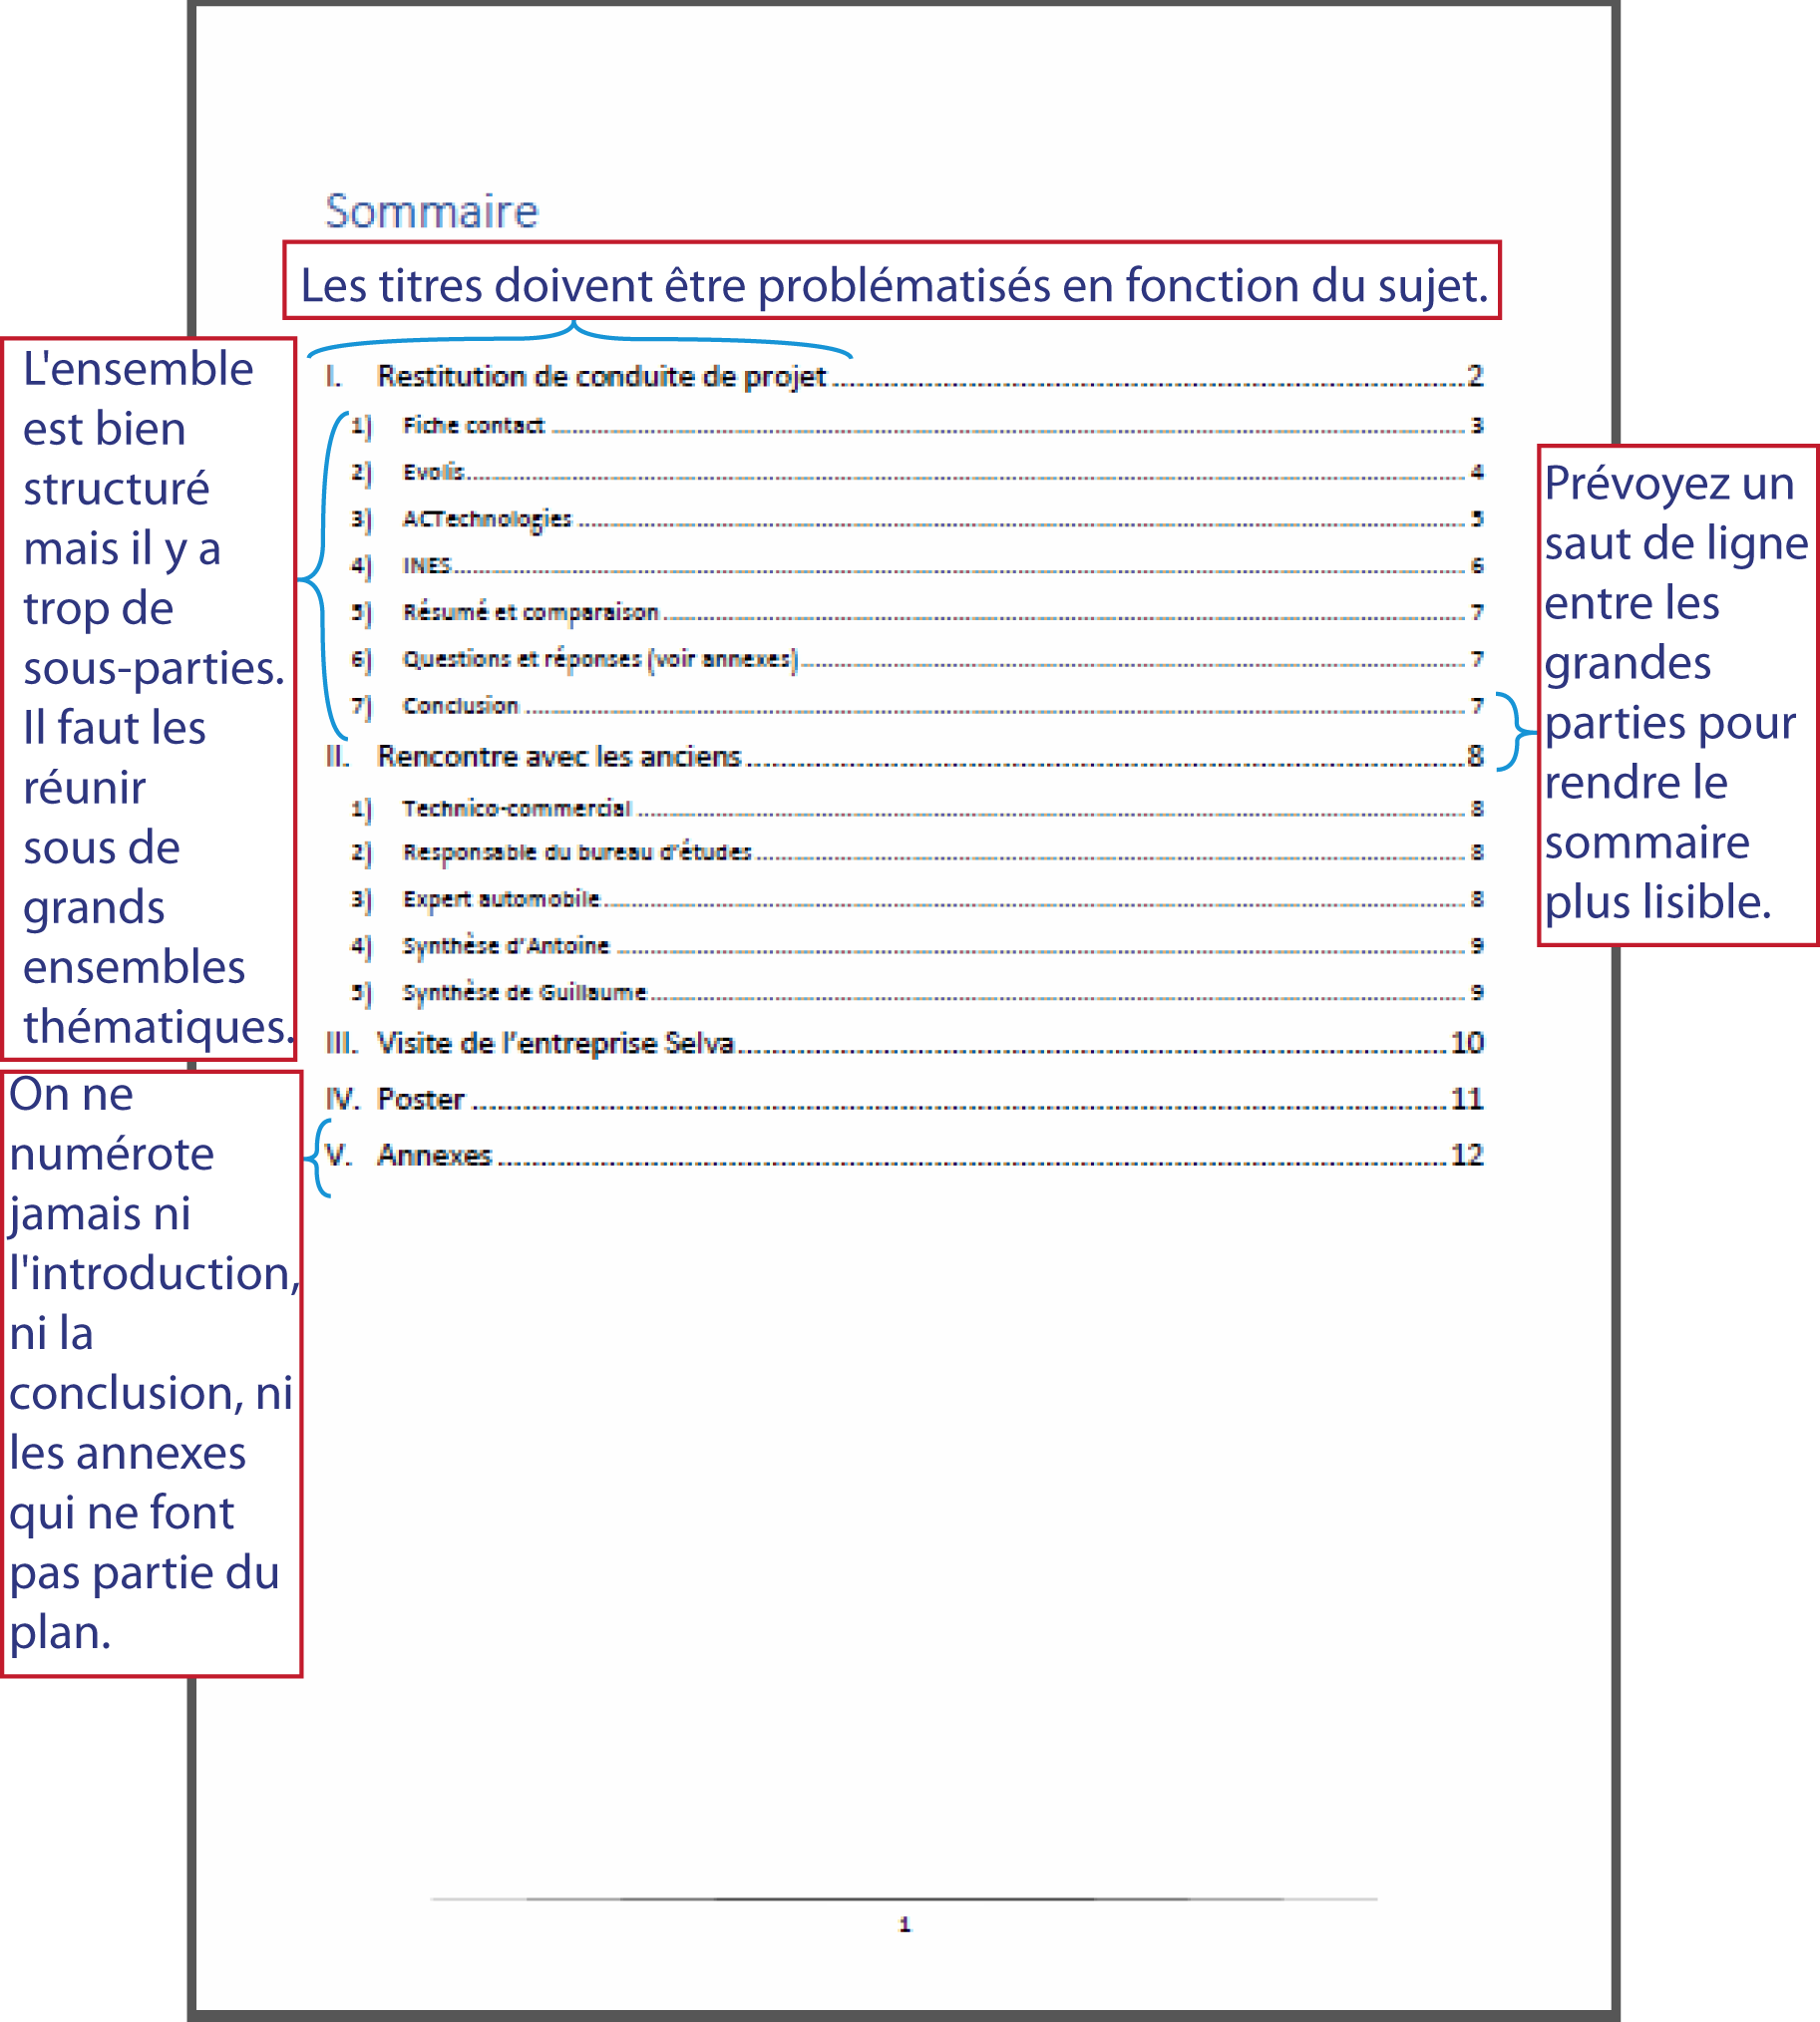 Sommaire
Les titres doivent être problématisés en fonction du sujet.
L'ensemble
est bien
structuré
mais il y a
trop de
sous-parties.
Il faut les
réunir
sous de
grands
ensembles
thématiques.
I. Restitution de conduite de projet 2
1) Fiche contact 3
2) Evolis 4
3) ACTechnologies 5
4) INES 6
5) Résumé et comparaison 7
6) Questions et réponses (voir annexes) 7
7) Conclusion 7
II. Rencontre avec les anciens 8
1) Technico-commercial 8
2) Responsable du bureau d'études 8
3) Expert automobile 8
4) Synthèse d'Antoine 9
5) Synthèse de Guillaume 9
III. Visite de l'entreprise Selva 10
IV. Poster 11
V. Annexes 12
Prévoyez un
saut de ligne
entre les
grandes
parties pour
rendre le
sommaire
plus lisible.
On ne
numérote
jamais ni
l'introduction,
ni la
conclusion, ni
les annexes
qui ne font
pas partie du
plan.
1